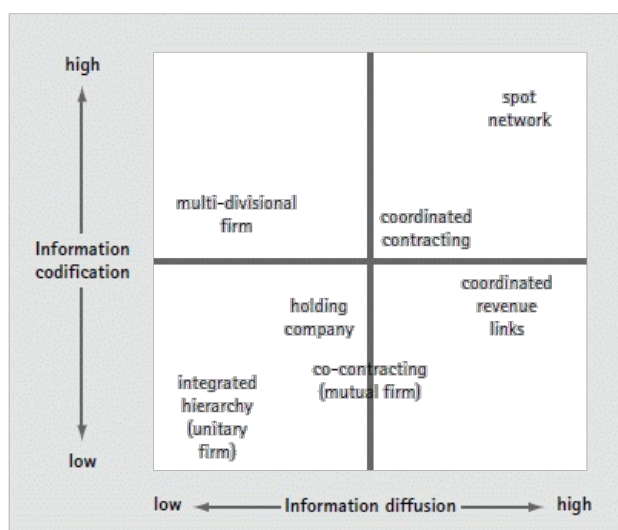 high
spot
network
multi-divisional
firm
coordinated
contracting
Information
codification
coordinated
revenue
links
holding
company
co-contracting
(mutual firm)
integrated
hierarchy
(unitary
firm)
low
low
Information diffusion
high